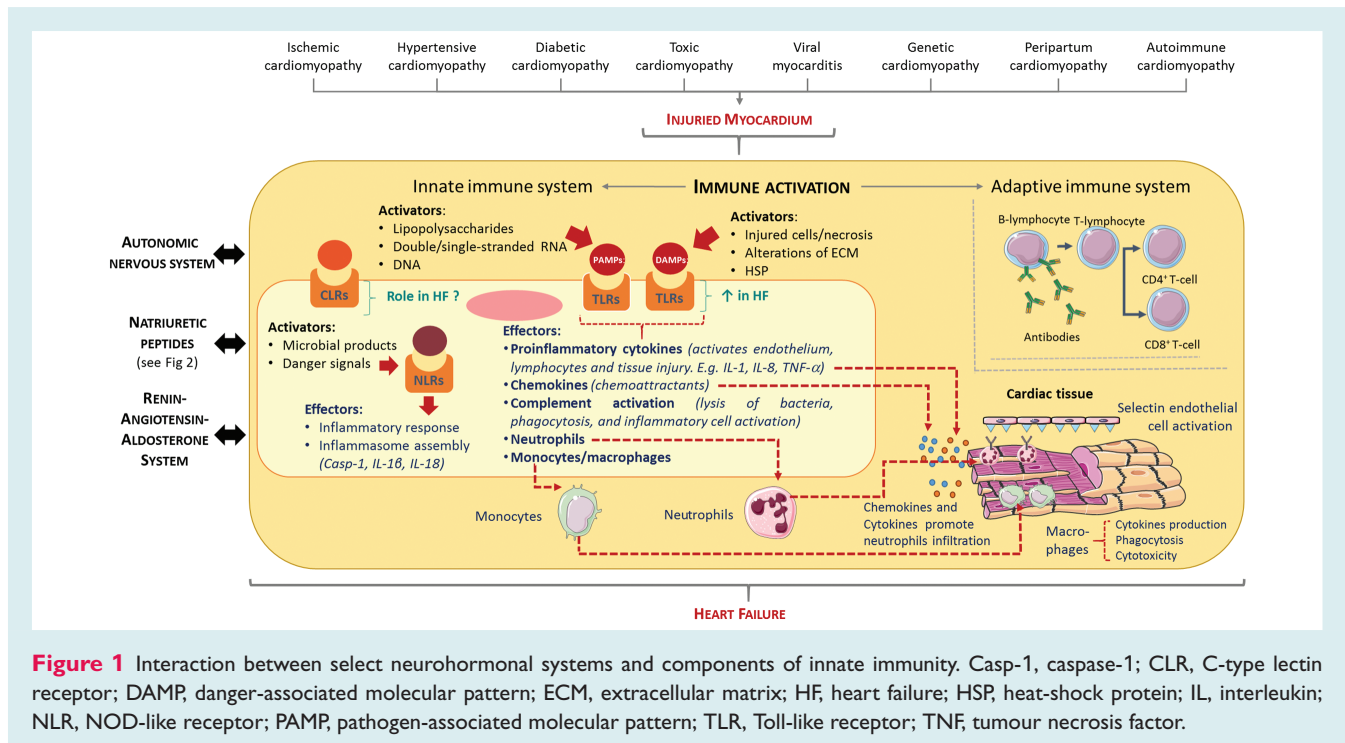 Ischemic
cardiomyopathy
Hypertensive
cardiomyopathy
Diabetic
cardiomyopathy
Toxic
cardiomyopathy
Viral
myocarditis
Genetic
cardiomyopathy
Peripartum
cardiomyopathy
Autoimmune
cardiomyopathy
INJURIED MYOCARDIUM
Innate immune system
IMMUNE ACTIVATION
Adaptive immune system
AUTONOMIC
NERVOUS SYSTEM
NATRIURETIC
PEPTIDES
(see Fig 2)
RENIN-
ANGIOTENSIN-
ALDOSTERONE
SYSTEM
Activators:
• Lipopolysaccharides
• Double/single-stranded RNA
• DNA
PAMPs:
DAMPs:
Activators:
• Injured cells/necrosis
• Alterations of ECM
• HSP
CLRs
Role in HF ?
TLRs
TLRs
↑ in HF
Activators:
• Microbial products
• Danger signals
NLRs
Effectors:
• Inflammatory response
• Inflammasome assembly
(Casp-1, IL-1ß, IL-18)
Effectors:
• Proinflammatory cytokines (activates endothelium,
lymphocytes and tissue injury. E.g. IL-1, IL-8, TNF-α)
• Chemokines (chemoattractants)
• Complement activation (lysis of bacteria,
phagocytosis, and inflammatory cell activation)
• Neutrophils
• Monocytes/macrophages
B-lymphocyte
T-lymphocyte
CD4⁺ T-cell
Antibodies
CD8⁺ T-cell
Cardiac tissue
Selectin endothelial
cell activation
Monocytes
Neutrophils
Chemokines and
Cytokines promote
neutrophils infiltration
Macro-
phages
Cytokines production
Phagocytosis
Cytotoxicity
HEART FAILURE
Figure 1 Interaction between select neurohormonal systems and components of innate immunity. Casp-1, caspase-1; CLR, C-type lectin
receptor; DAMP, danger-associated molecular pattern; ECM, extracellular matrix; HF, heart failure; HSP, heat-shock protein; IL, interleukin;
NLR, NOD-like receptor; PAMP, pathogen-associated molecular pattern; TLR, Toll-like receptor; TNF, tumour necrosis factor.